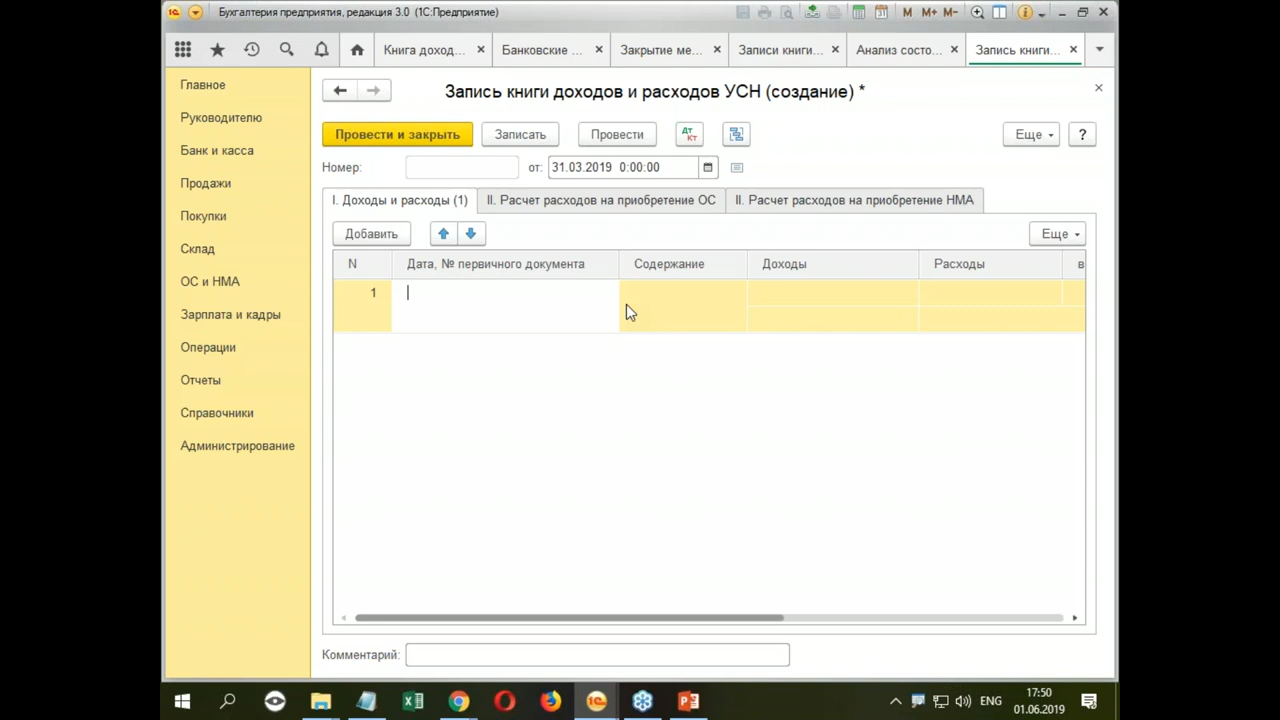 Бухгалтерия предприятия, редакция 3.0 (1С:Предприятие)
M M+ M-
Книга доход... Банковские ... Закрытие ме... Записи книги... Анализ состо... Запись книги...
Главное
Руководителю
Банк и касса
Продажи
Покупки
Склад
ОС и НМА
Зарплата и кадры
Операции
Отчеты
Справочники
Администрирование
Запись книги доходов и расходов УСН (создание) *
Провести и закрыть Записать Провести Дт Кт Еще ?
Номер: от: 31.03.2019 0:00:00
I. Доходы и расходы (1) II. Расчет расходов на приобретение ОС II. Расчет расходов на приобретение НМА
Добавить Еще
N Дата, № первичного документа Содержание Доходы Расходы в
1
Комментарий:
ENG 17:50
01.06.2019